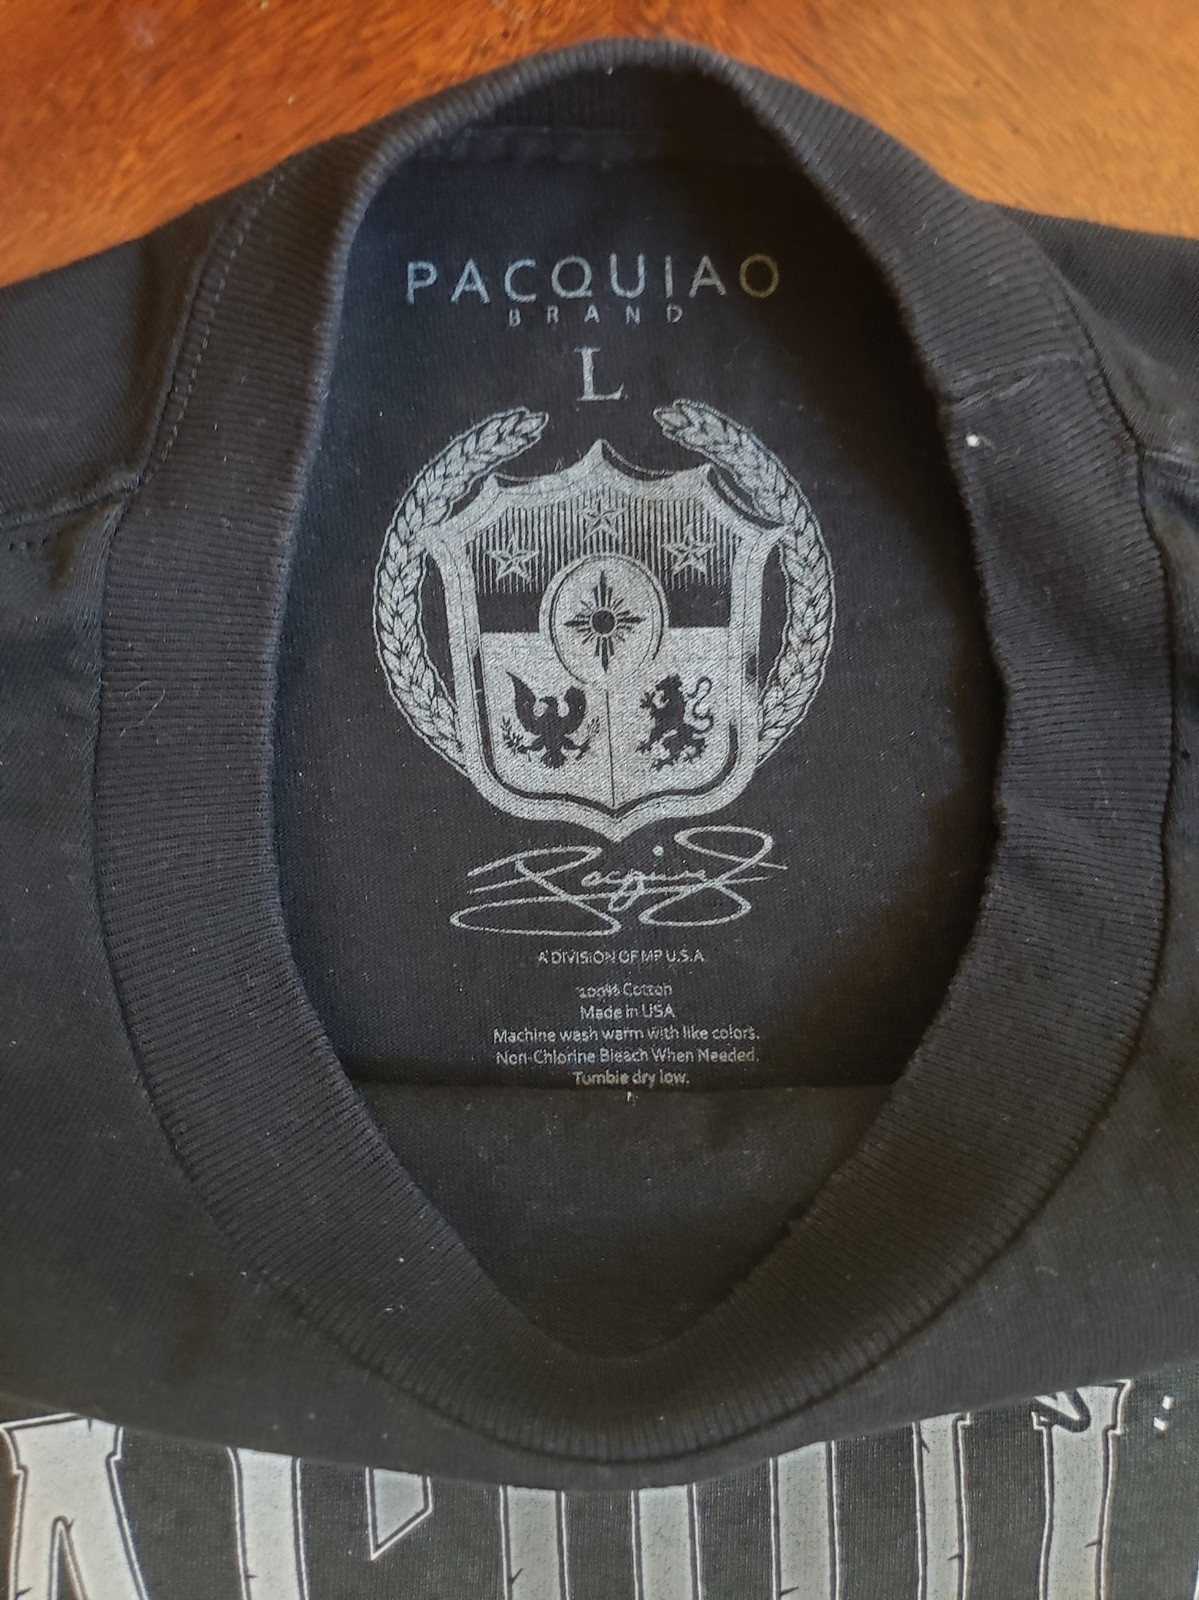 PACQUIAO
BRAND
L
Pacquiao
A DIVISION OF MP U.S.A
100% Cotton
Made in USA
Machine wash warm with like colors.
Non-Chlorine Bleach When Needed.
Tumble dry low.